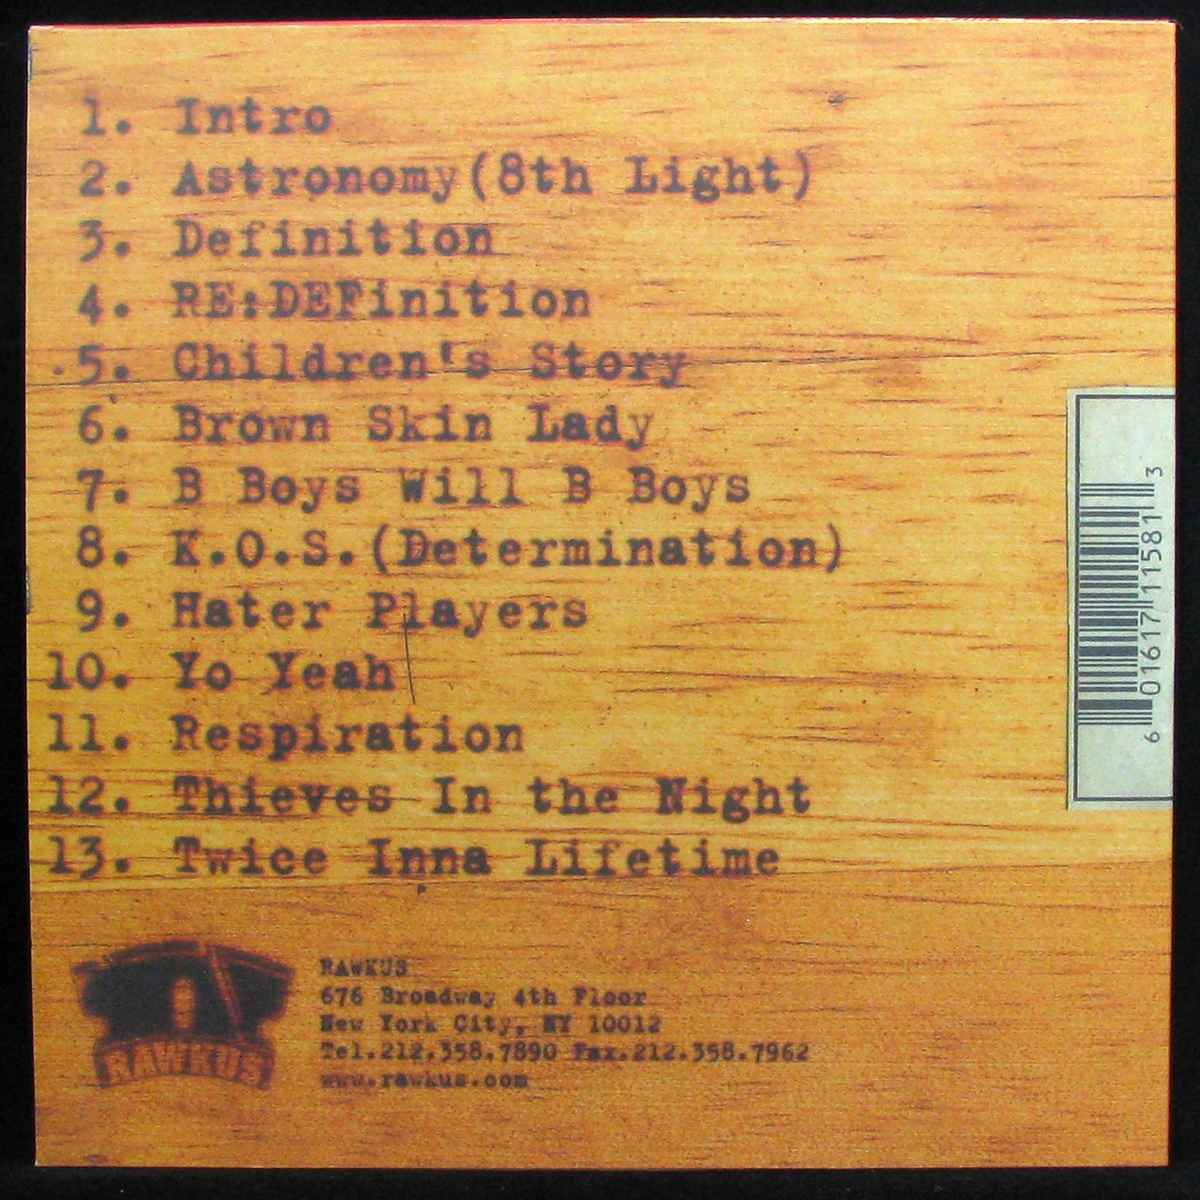 1. Intro
2. Astronomy(8th Light)
3. Definition
4. RE:DEFinition
5. Children's Story
6. Brown Skin Lady
7. B Boys Will B Boys
8. K.O.S.(Determination)
9. Hater Players
10. Yo Yeah
11. Respiration
12. Thieves In the Night
13. Twice Inna Lifetime
RAWKUS
RAWKUS
676 Broadway 4th Floor
New York City, NY 10012
Tel.212.358.7890 Fax.212.358.7962
www.rawkus.com
6 01617 11581 3